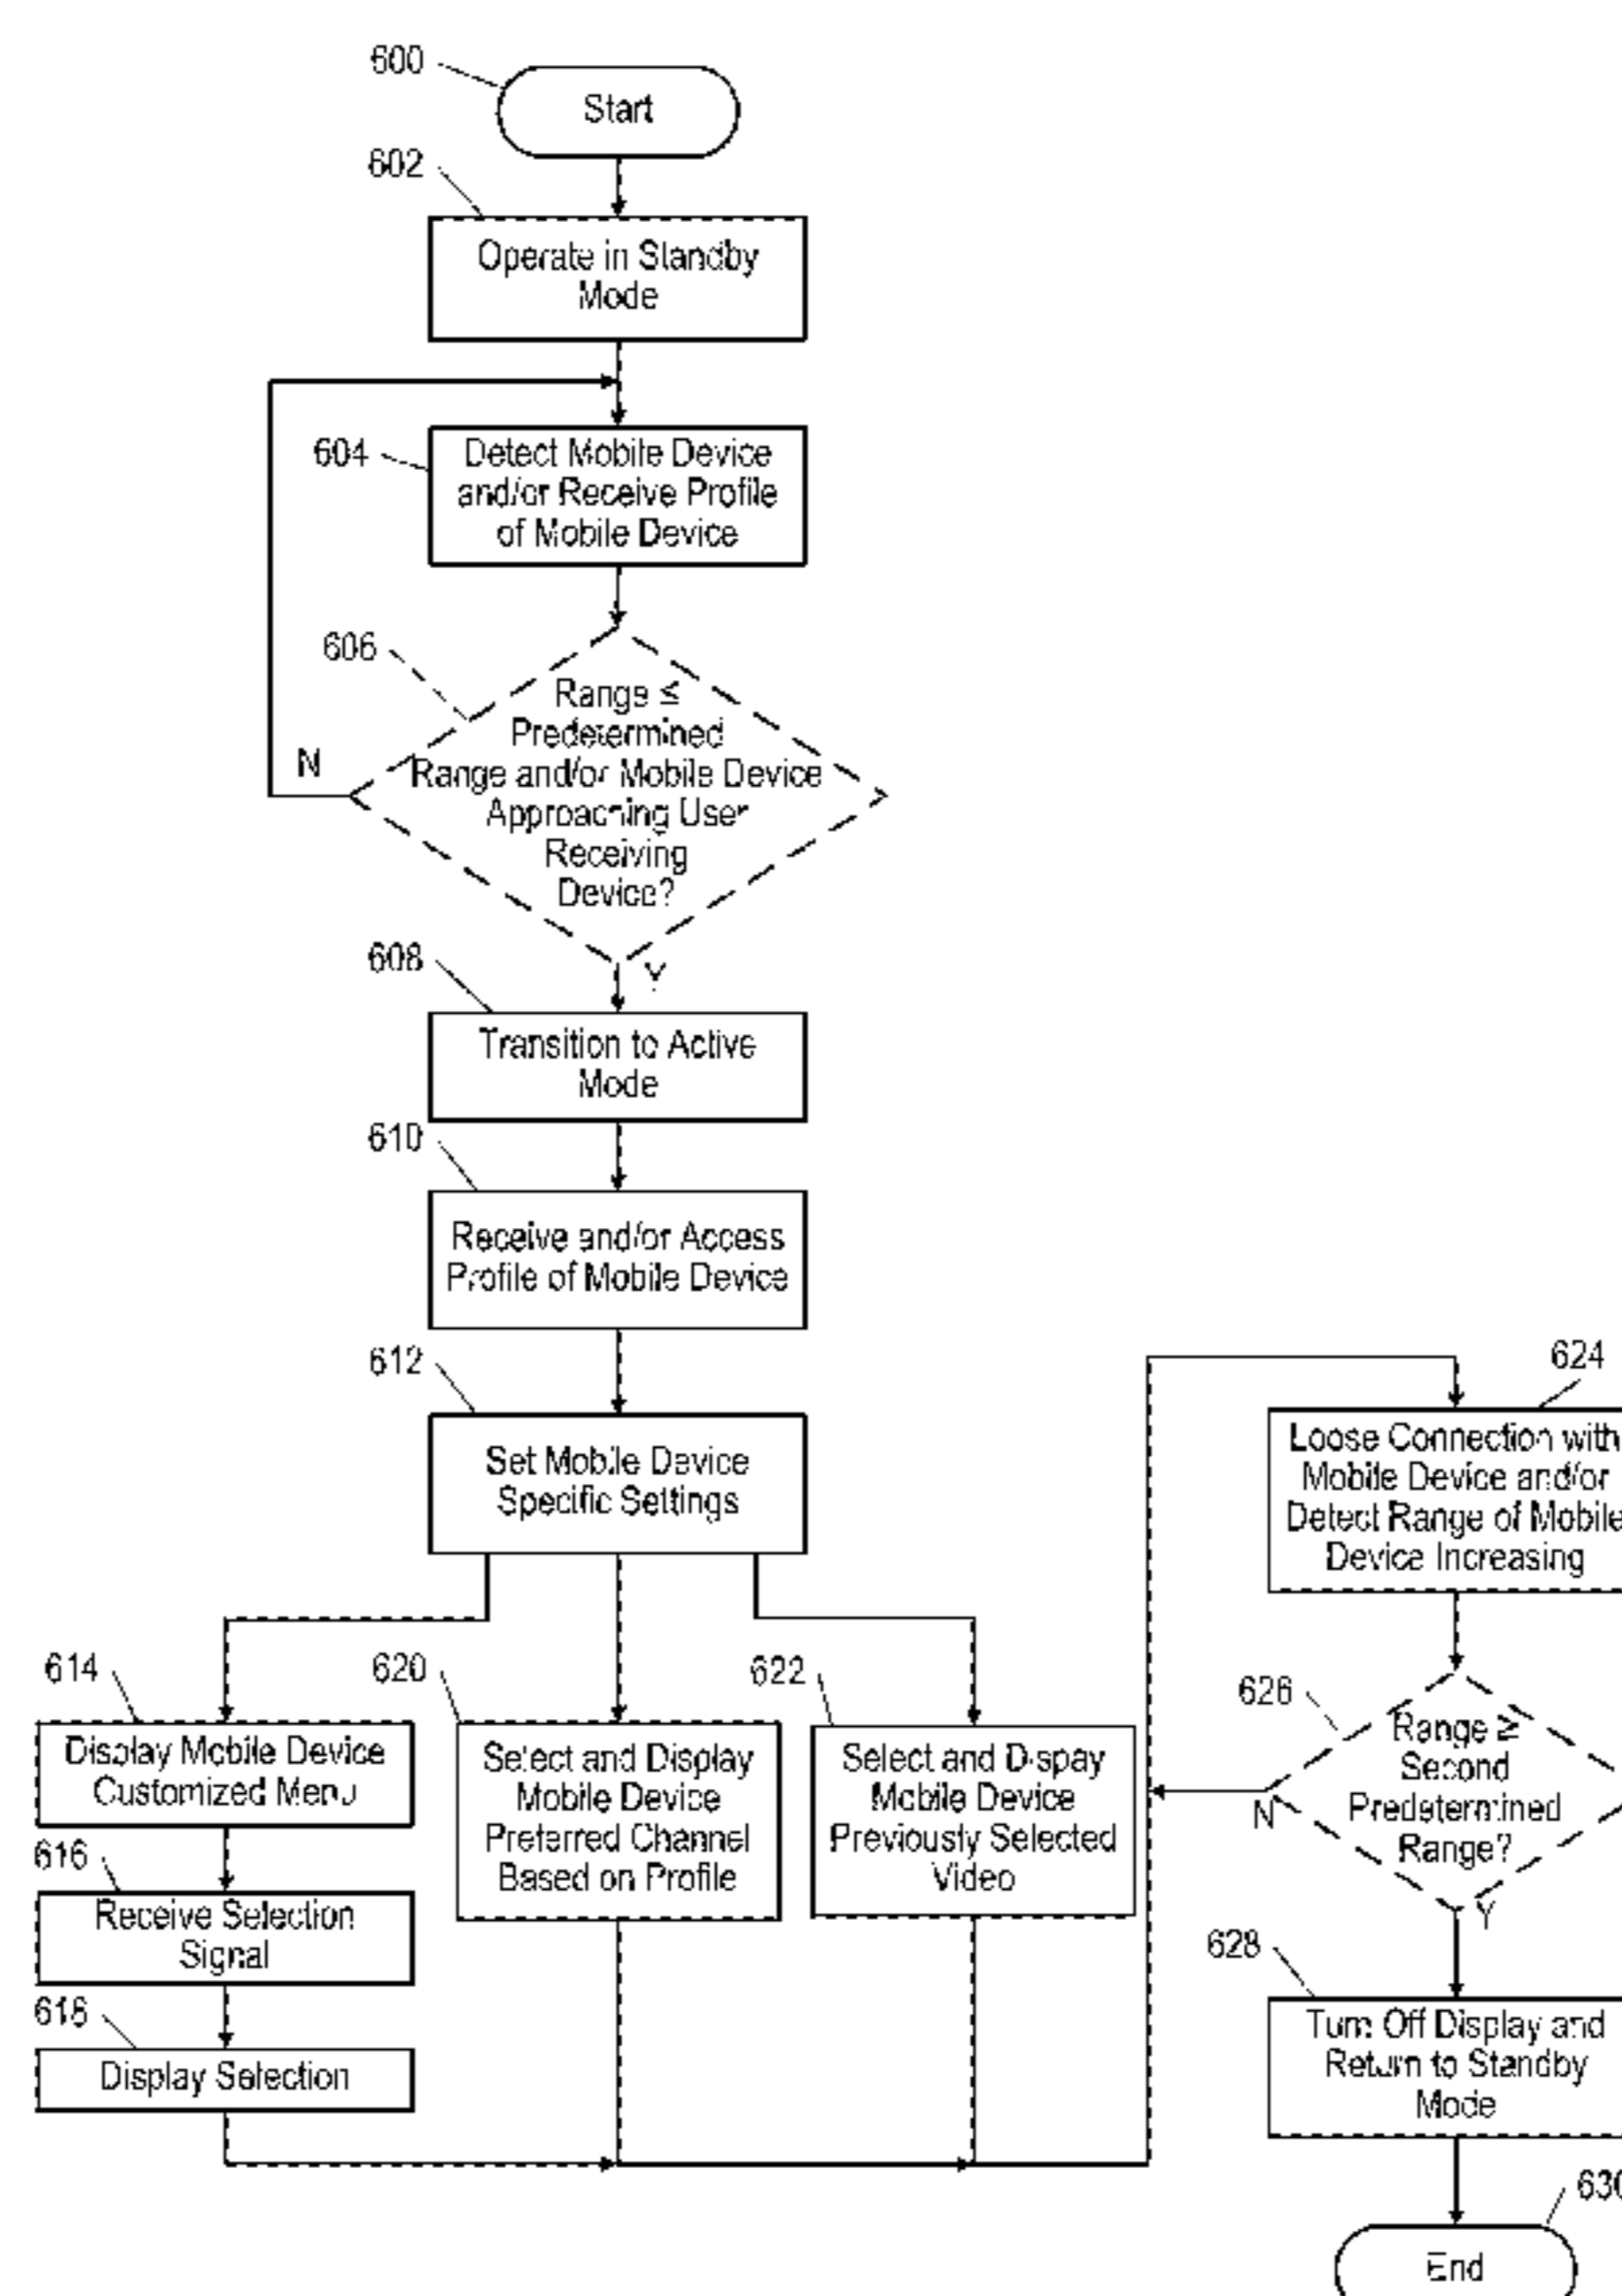 600
Start
602
Operate in Standby
Mode
604
Detect Mobile Device
and/or Receive Profile
of Mobile Device
606
Range ≤
Predetermined
Range and/or Mobile Device
Approaching User
Receiving
Device?
N
Y
608
Transition to Active
Mode
610
Receive and/or Access
Profile of Mobile Device
612
Set Mobile Device
Specific Settings
614
Display Mobile Device
Customized Menu
616
Receive Selection
Signal
618
Display Selection
620
Select and Display
Mobile Device
Preferred Channel
Based on Profile
622
Select and Dispay
Mobile Device
Previously Selected
Video
624
Loose Connection with
Mobile Device and/or
Detect Range of Mobile
Device Increasing
626
Range ≥
Second
Predetermined
Range?
N
Y
628
Turn Off Display and
Return to Standby
Mode
630
End